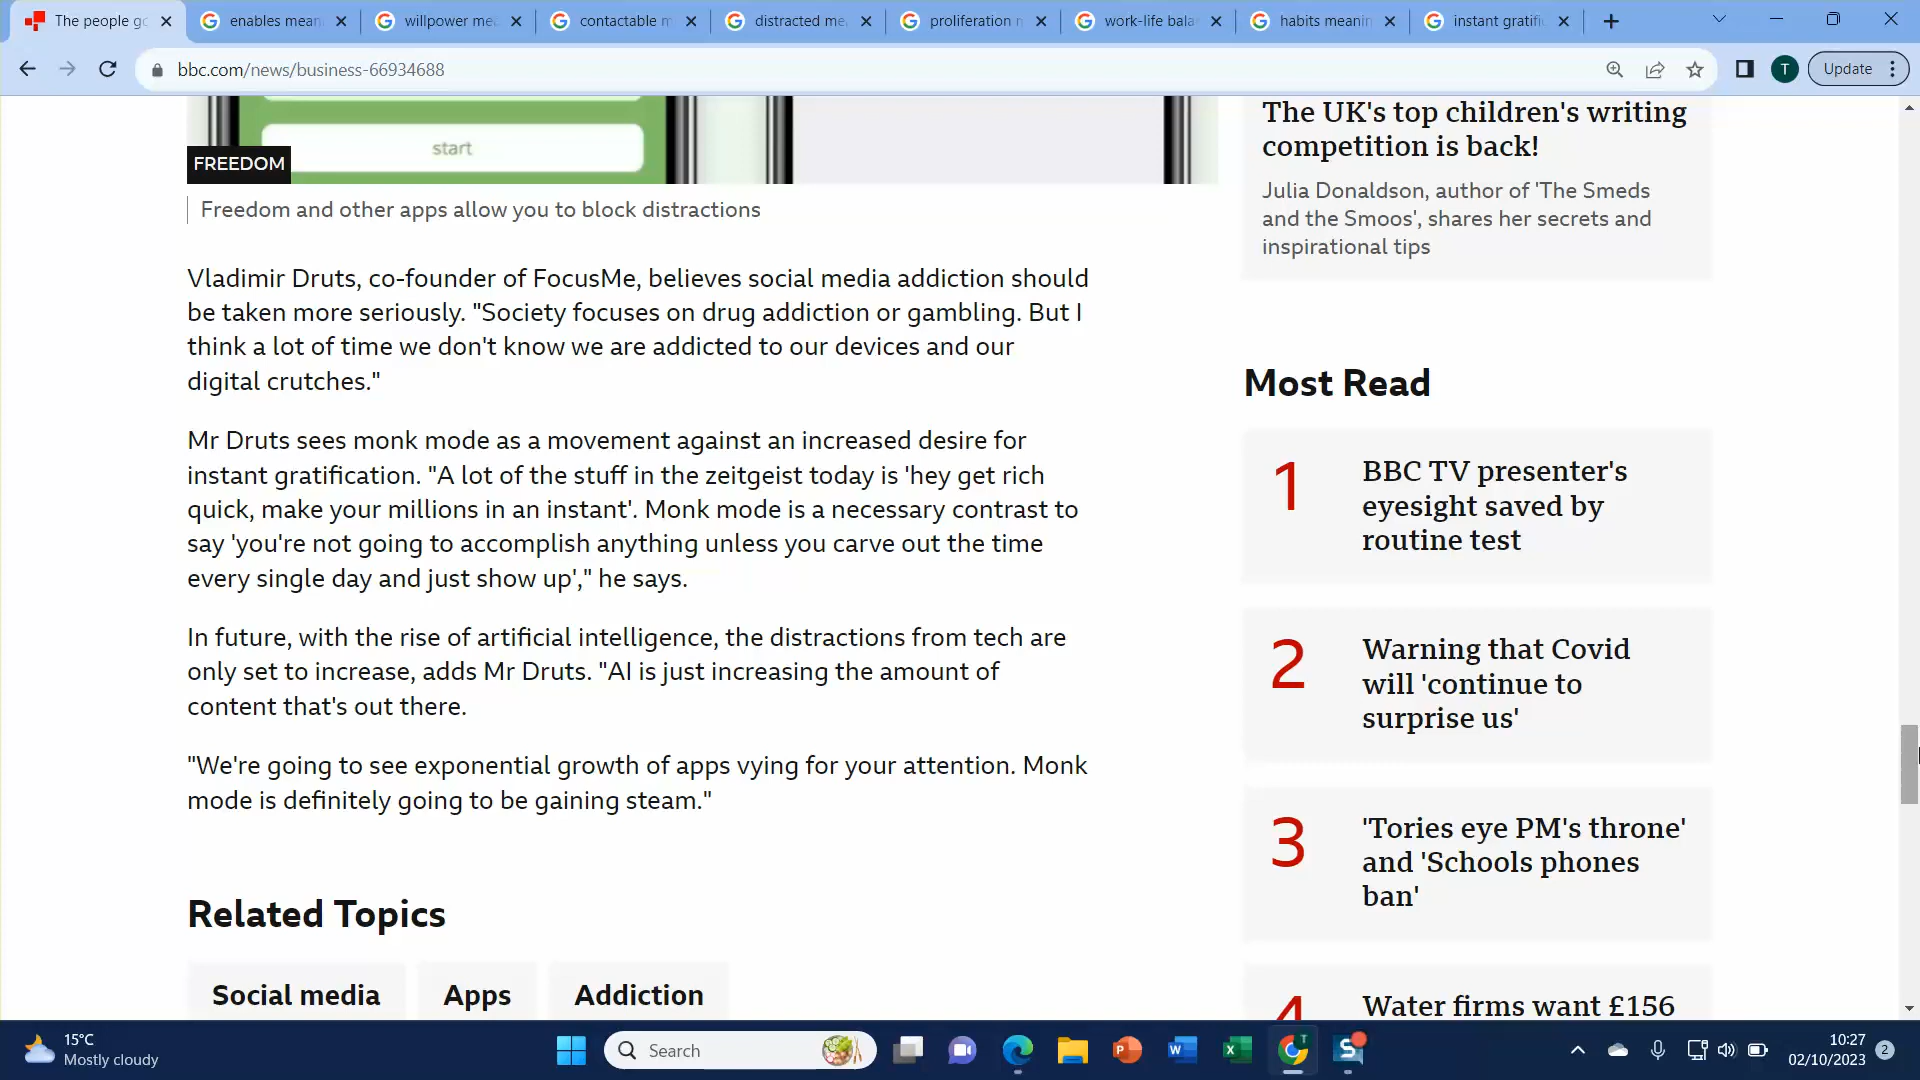 The people go
enables mean
willpower me
contactable m
distracted me
proliferation n
work-life bala
habits meanin
instant gratifi
bbc.com/news/business-66934688
T
Update
start
FREEDOM
Freedom and other apps allow you to block distractions
Vladimir Druts, co-founder of FocusMe, believes social media addiction should
be taken more seriously. "Society focuses on drug addiction or gambling. But I
think a lot of time we don't know we are addicted to our devices and our
digital crutches."
Mr Druts sees monk mode as a movement against an increased desire for
instant gratification. "A lot of the stuff in the zeitgeist today is 'hey get rich
quick, make your millions in an instant'. Monk mode is a necessary contrast to
say 'you're not going to accomplish anything unless you carve out the time
every single day and just show up'," he says.
In future, with the rise of artificial intelligence, the distractions from tech are
only set to increase, adds Mr Druts. "AI is just increasing the amount of
content that's out there.
"We're going to see exponential growth of apps vying for your attention. Monk
mode is definitely going to be gaining steam."
Related Topics
Social media
Apps
Addiction
The UK's top children's writing
competition is back!
Julia Donaldson, author of 'The Smeds
and the Smoos', shares her secrets and
inspirational tips
Most Read
1
BBC TV presenter's
eyesight saved by
routine test
2
Warning that Covid
will 'continue to
surprise us'
3
'Tories eye PM's throne'
and 'Schools phones
ban'
4
Water firms want £156
15°C
Mostly cloudy
Search
10:27
02/10/2023
2